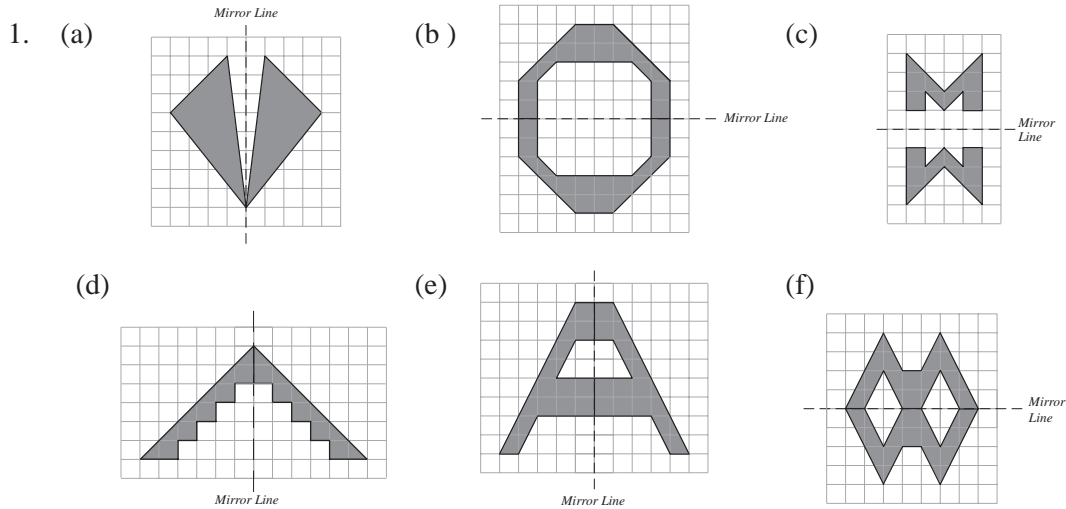 1. (a)
Mirror Line
(b )
Mirror Line
(c)
Mirror
Line
(d)
Mirror Line
(e)
Mirror Line
(f)
Mirror
Line